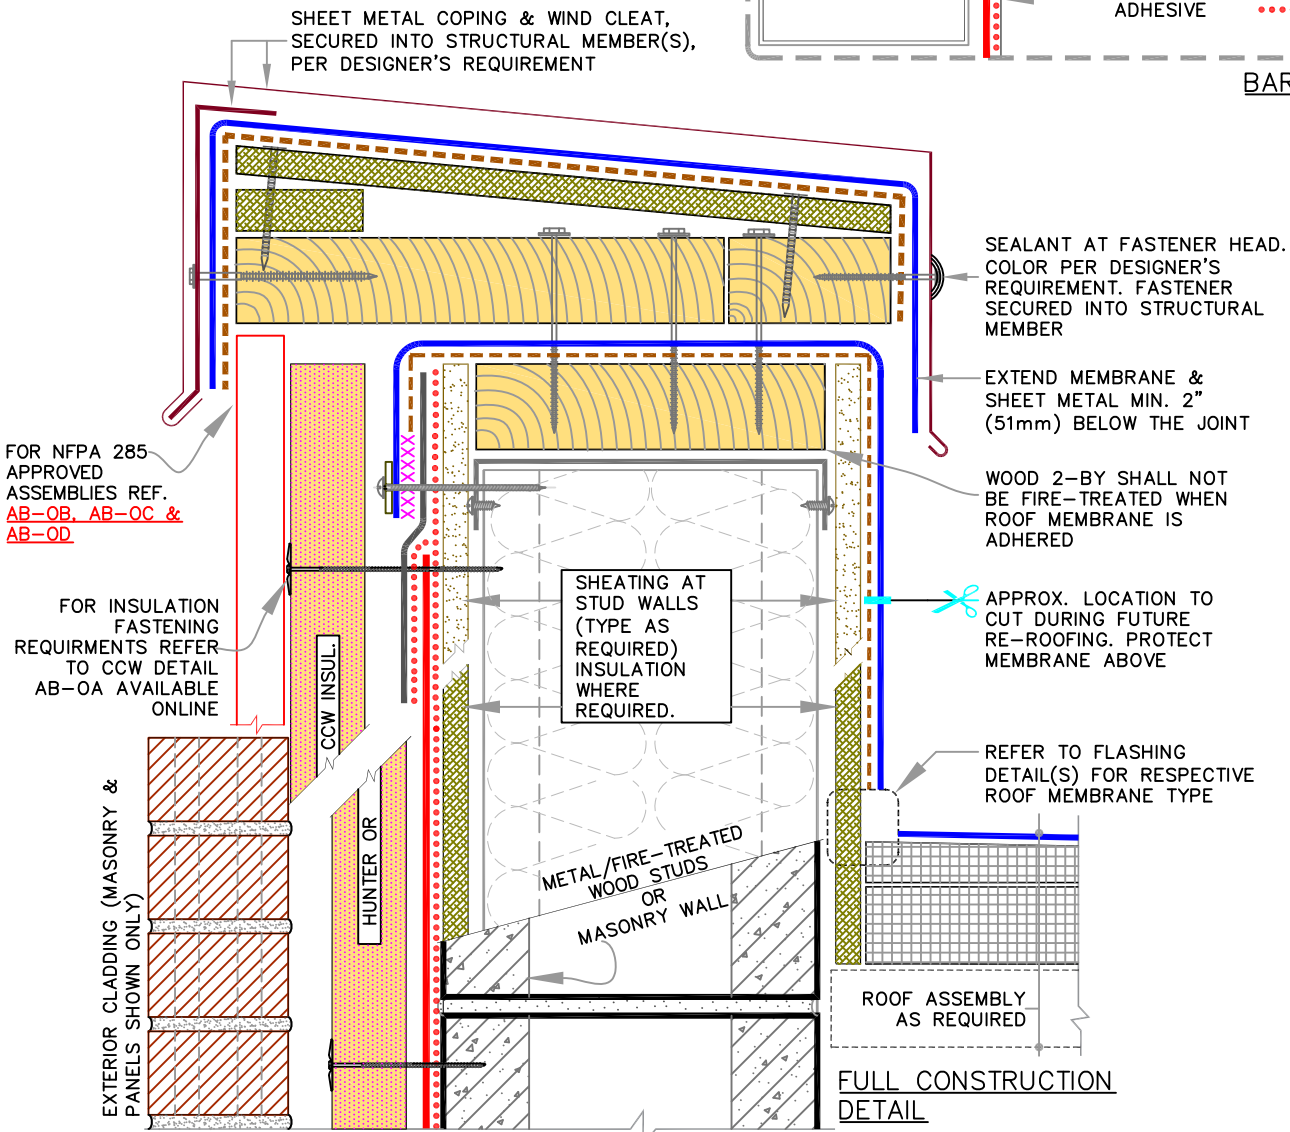 SHEET METAL COPING & WIND CLEAT,
SECURED INTO STRUCTURAL MEMBER(S),
PER DESIGNER'S REQUIREMENT
ADHESIVE
BAR
SEALANT AT FASTENER HEAD.
COLOR PER DESIGNER'S
REQUIREMENT. FASTENER
SECURED INTO STRUCTURAL
MEMBER
EXTEND MEMBRANE &
SHEET METAL MIN. 2"
(51mm) BELOW THE JOINT
FOR NFPA 285
APPROVED
ASSEMBLIES REF.
AB-OB, AB-OC &
AB-OD
WOOD 2-BY SHALL NOT
BE FIRE-TREATED WHEN
ROOF MEMBRANE IS
ADHERED
FOR INSULATION
FASTENING
REQUIRMENTS REFER
TO CCW DETAIL
AB-OA AVAILABLE
ONLINE
SHEATING AT
STUD WALLS
(TYPE AS
REQUIRED)
INSULATION
WHERE
REQUIRED.
APPROX. LOCATION TO
CUT DURING FUTURE
RE-ROOFING. PROTECT
MEMBRANE ABOVE
CCW INSUL.
HUNTER OR
REFER TO FLASHING
DETAIL(S) FOR RESPECTIVE
ROOF MEMBRANE TYPE
EXTERIOR CLADDING (MASONRY &
PANELS SHOWN ONLY)
METAL/FIRE-TREATED
WOOD STUDS
OR
MASONRY WALL
ROOF ASSEMBLY
AS REQUIRED
FULL CONSTRUCTION
DETAIL